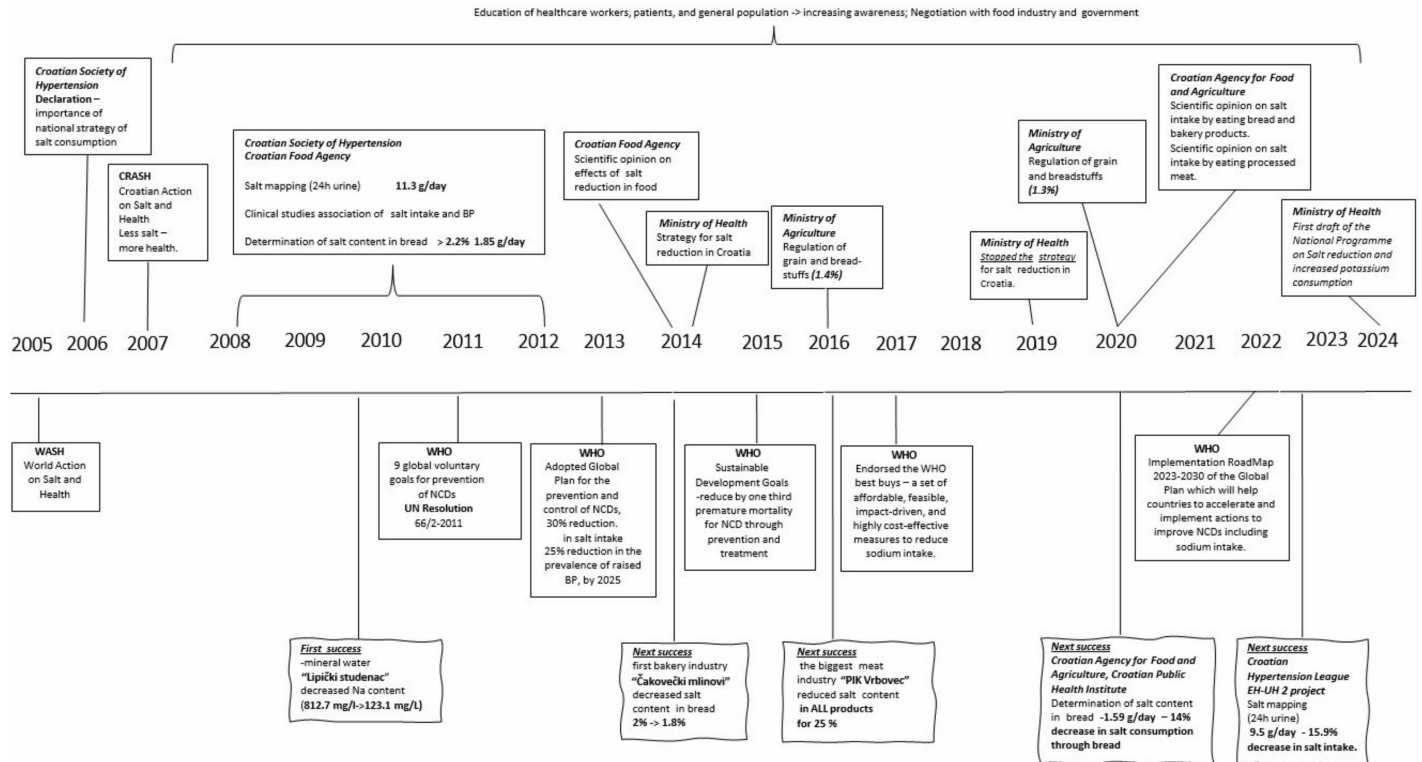 Education of healthcare workers, patients, and general population -> increasing awareness; Negotiation with food industry and government
Croatian Society of
Hypertension
Declaration –
importance of
national strategy of
salt consumption
CRASH
Croatian Action
on Salt and
Health
Less salt –
more health.
Croatian Society of Hypertension
Croatian Food Agency
Salt mapping (24h urine) 11.3 g/day
Clinical studies association of salt intake and BP
Determination of salt content in bread > 2.2% 1.85 g/day
Croatian Food Agency
Scientific opinion on
effects of salt
reduction in food
Ministry of Health
Strategy for salt
reduction in Croatia
Ministry of
Agriculture
Regulation of
grain and bread-
stuffs (1.4%)
Ministry of Health
Stopped the strategy
for salt reduction in
Croatia.
Ministry of
Agriculture
Regulation of grain
and breadstuffs
(1.3%)
Croatian Agency for Food
and Agriculture
Scientific opinion on salt
intake by eating bread and
bakery products.
Scientific opinion on salt
intake by eating processed
meat.
Ministry of Health
First draft of the
National Programme
on Salt reduction and
increased potassium
consumption
2005 2006 2007 2008 2009 2010 2011 2012 2013 2014 2015 2016 2017 2018 2019 2020 2021 2022 2023 2024
WASH
World Action
on Salt and
Health
WHO
9 global voluntary
goals for prevention
of NCDs
UN Resolution
66/2-2011
WHO
Adopted Global
Plan for the
prevention and
control of NCDs,
30% reduction.
in salt intake
25% reduction in the
prevalence of raised
BP, by 2025
WHO
Sustainable
Development Goals
-reduce by one third
premature mortality
for NCD through
prevention and
treatment
WHO
Endorsed the WHO
best buys – a set of
affordable, feasible,
impact-driven, and
highly cost-effective
measures to reduce
sodium intake.
WHO
Implementation RoadMap
2023-2030 of the Global
Plan which will help
countries to accelerate and
implement actions to
improve NCDs including
sodium intake.
First success
-mineral water
“Lipički studenac”
decreased Na content
(812.7 mg/l->123.1 mg/L)
Next success
first bakery industry
“Čakovečki mlinovi”
decreased salt
content in bread
2% -> 1.8%
Next success
the biggest meat
industry “PIK Vrbovec”
reduced salt content
in ALL products
for 25 %
Next success
Croatian Agency for Food and
Agriculture, Croatian Public
Health Institute
Determination of salt content
in bread -1.59 g/day – 14%
decrease in salt consumption
through bread
Next success
Croatian
Hypertension League
EH-UH 2 project
Salt mapping
(24h urine)
9.5 g/day - 15.9%
decrease in salt intake.